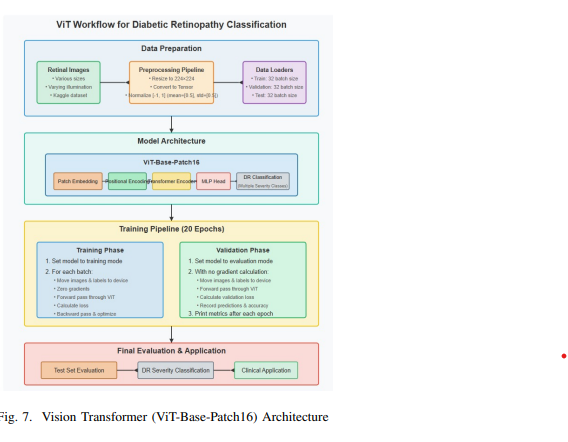 ViT Workflow for Diabetic Retinopathy Classification
Data Preparation
Retinal Images
• Various sizes
• Varying illumination
• Kaggle dataset
Preprocessing Pipeline
• Resize to 224×224
• Convert to Tensor
• Normalize [-1, 1] (mean=[0.5], std=[0.5])
Data Loaders
• Train: 32 batch size
• Validation: 32 batch size
• Test: 32 batch size
Model Architecture
ViT-Base-Patch16
Patch Embedding
Positional Encoding
Transformer Encoder
MLP Head
DR Classification
(Multiple Severity Classes)
Training Pipeline (20 Epochs)
Training Phase
1. Set model to training mode
2. For each batch:
• Move images & labels to device
• Zero gradients
• Forward pass through ViT
• Calculate loss
• Backward pass & optimize
Validation Phase
1. Set model to evaluation mode
2. With no gradient calculation:
• Move images & labels to device
• Forward pass through ViT
• Calculate validation loss
• Record predictions & accuracy
3. Print metrics after each epoch
Final Evaluation & Application
Test Set Evaluation
DR Severity Classification
Clinical Application
Fig. 7. Vision Transformer (ViT-Base-Patch16) Architecture